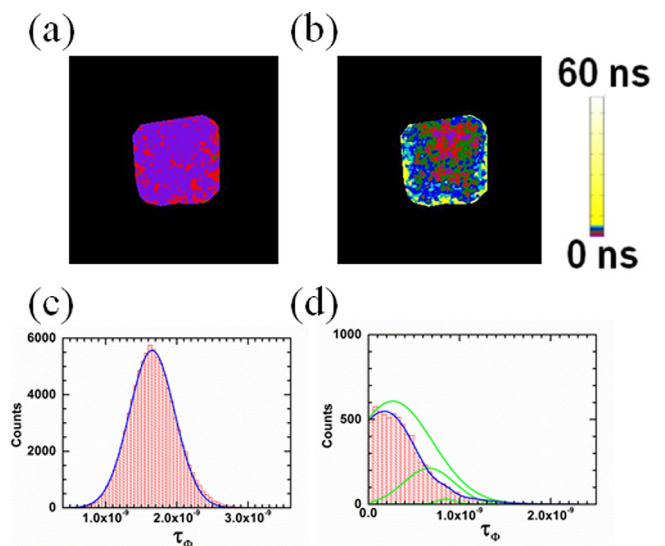 (a)
(b)
60 ns
0 ns
(c)
(d)
6000
4000
2000
0
Counts
1.0x10⁻⁹
2.0x10⁻⁹
3.0x10⁻⁹
τΦ
1000
500
0
Counts
0.0
1.0x10⁻⁹
2.0x10⁻⁹
τΦ